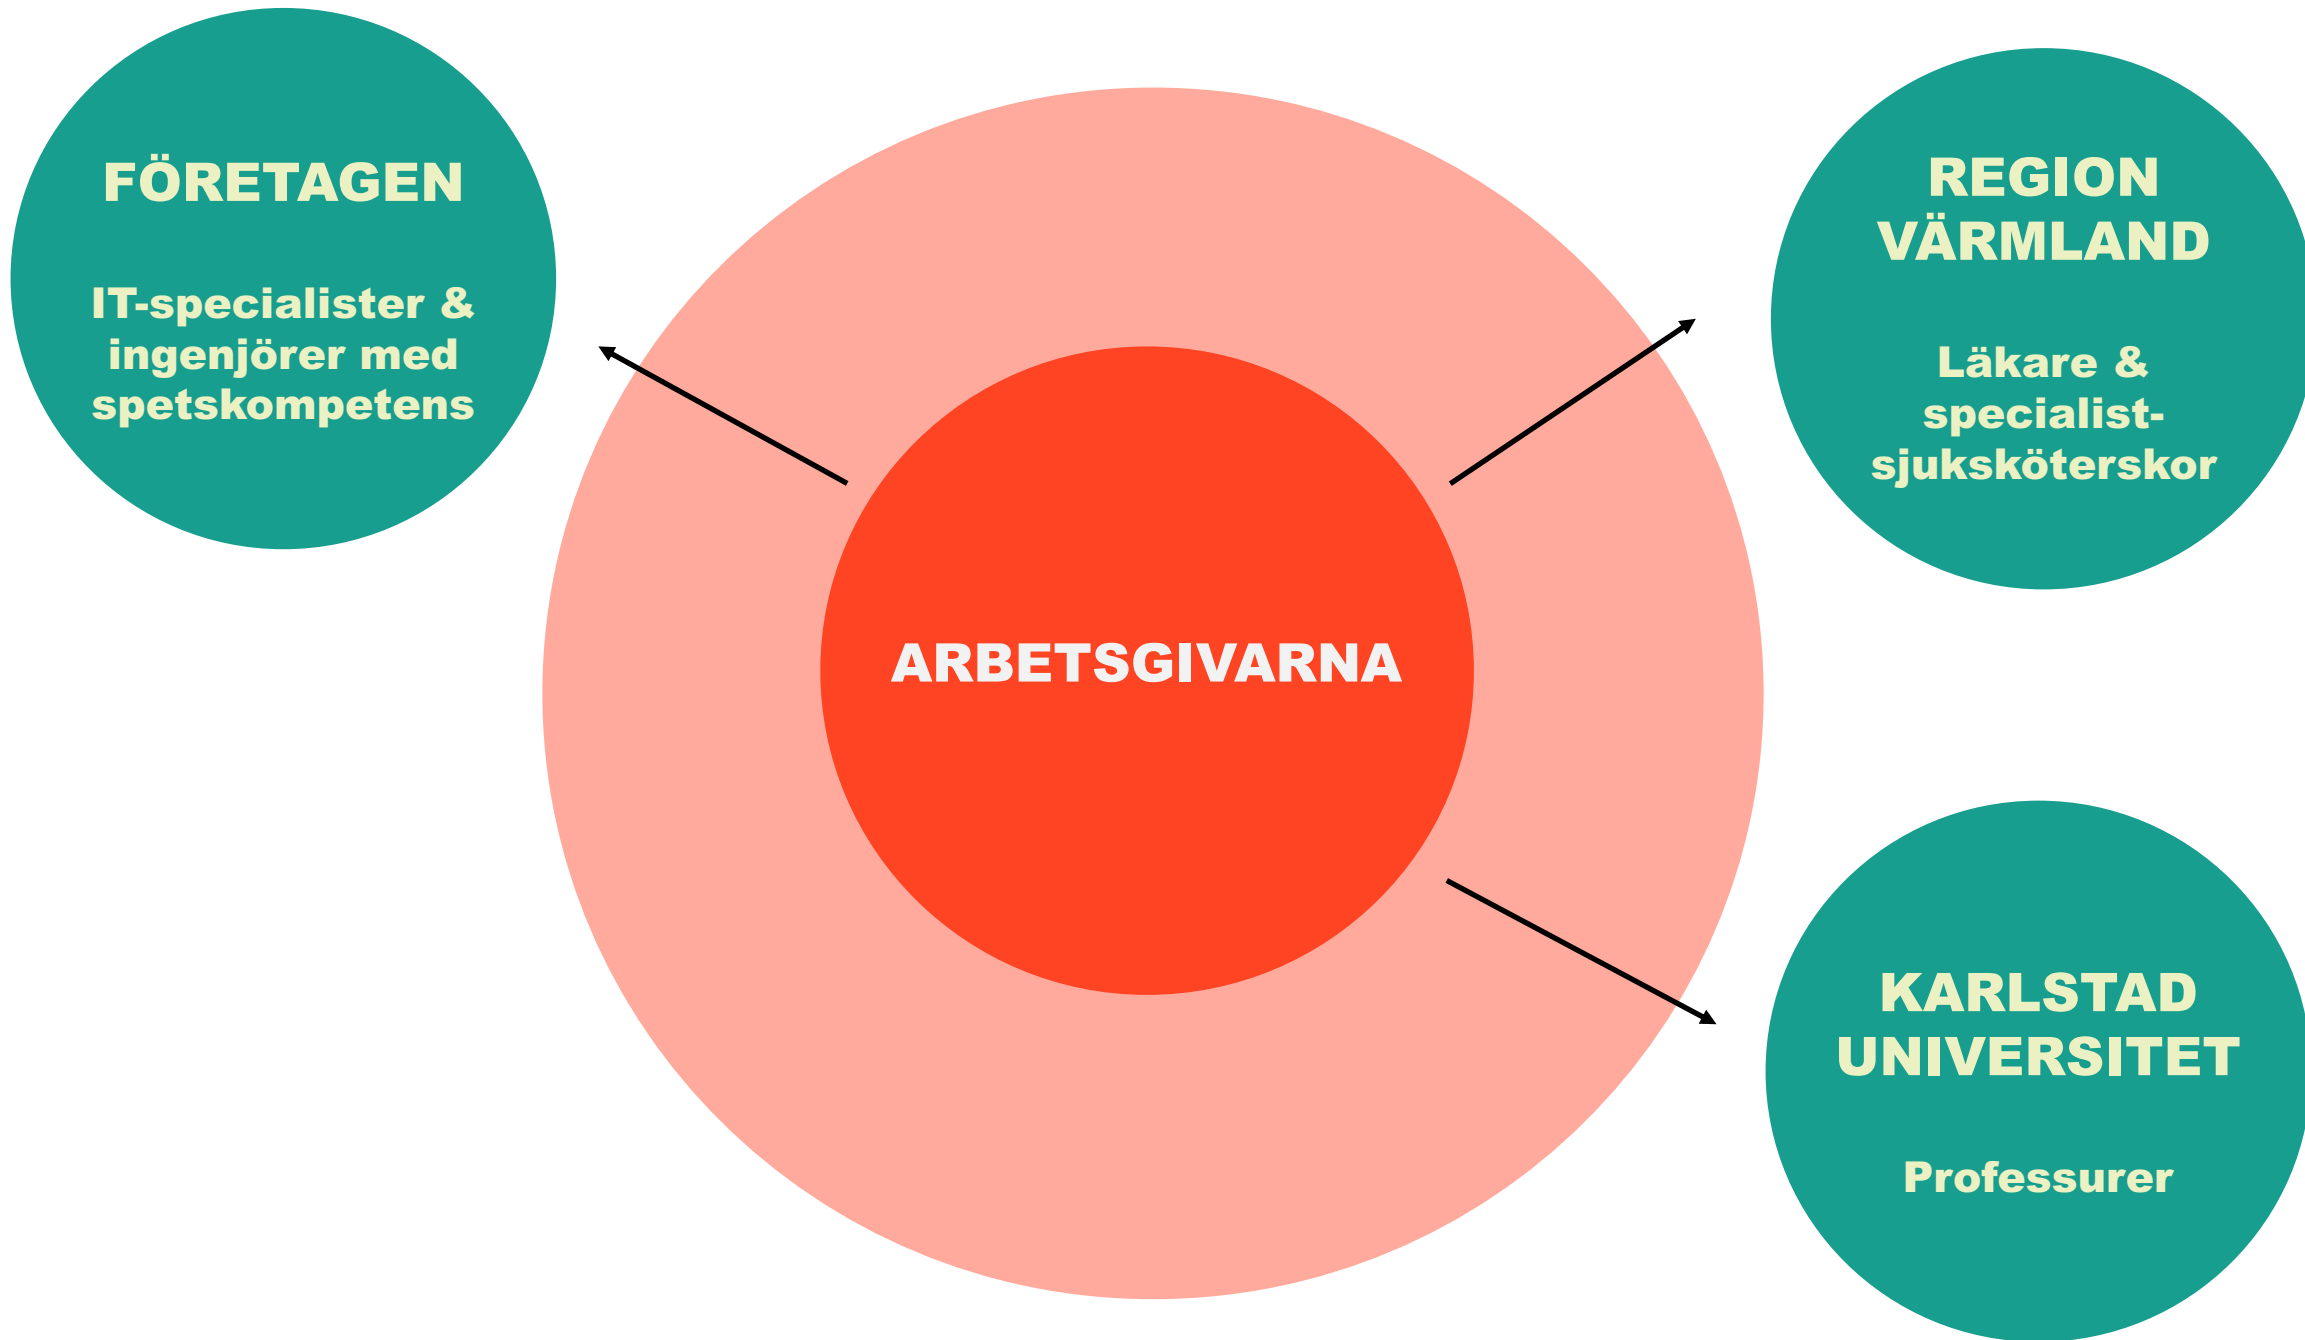 FÖRETAGEN
IT-specialister &
ingenjörer med
spetskompetens
REGION
VÄRMLAND
Läkare &
specialist-
sjuksköterskor
ARBETSGIVARNA
KARLSTAD
UNIVERSITET
Professurer